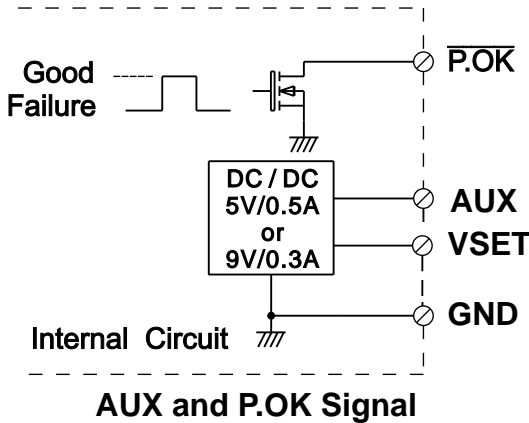 P.OK
Good
Failure
DC / DC
5V/0.5A
or
9V/0.3A
AUX
VSET
GND
Internal Circuit
AUX and P.OK Signal